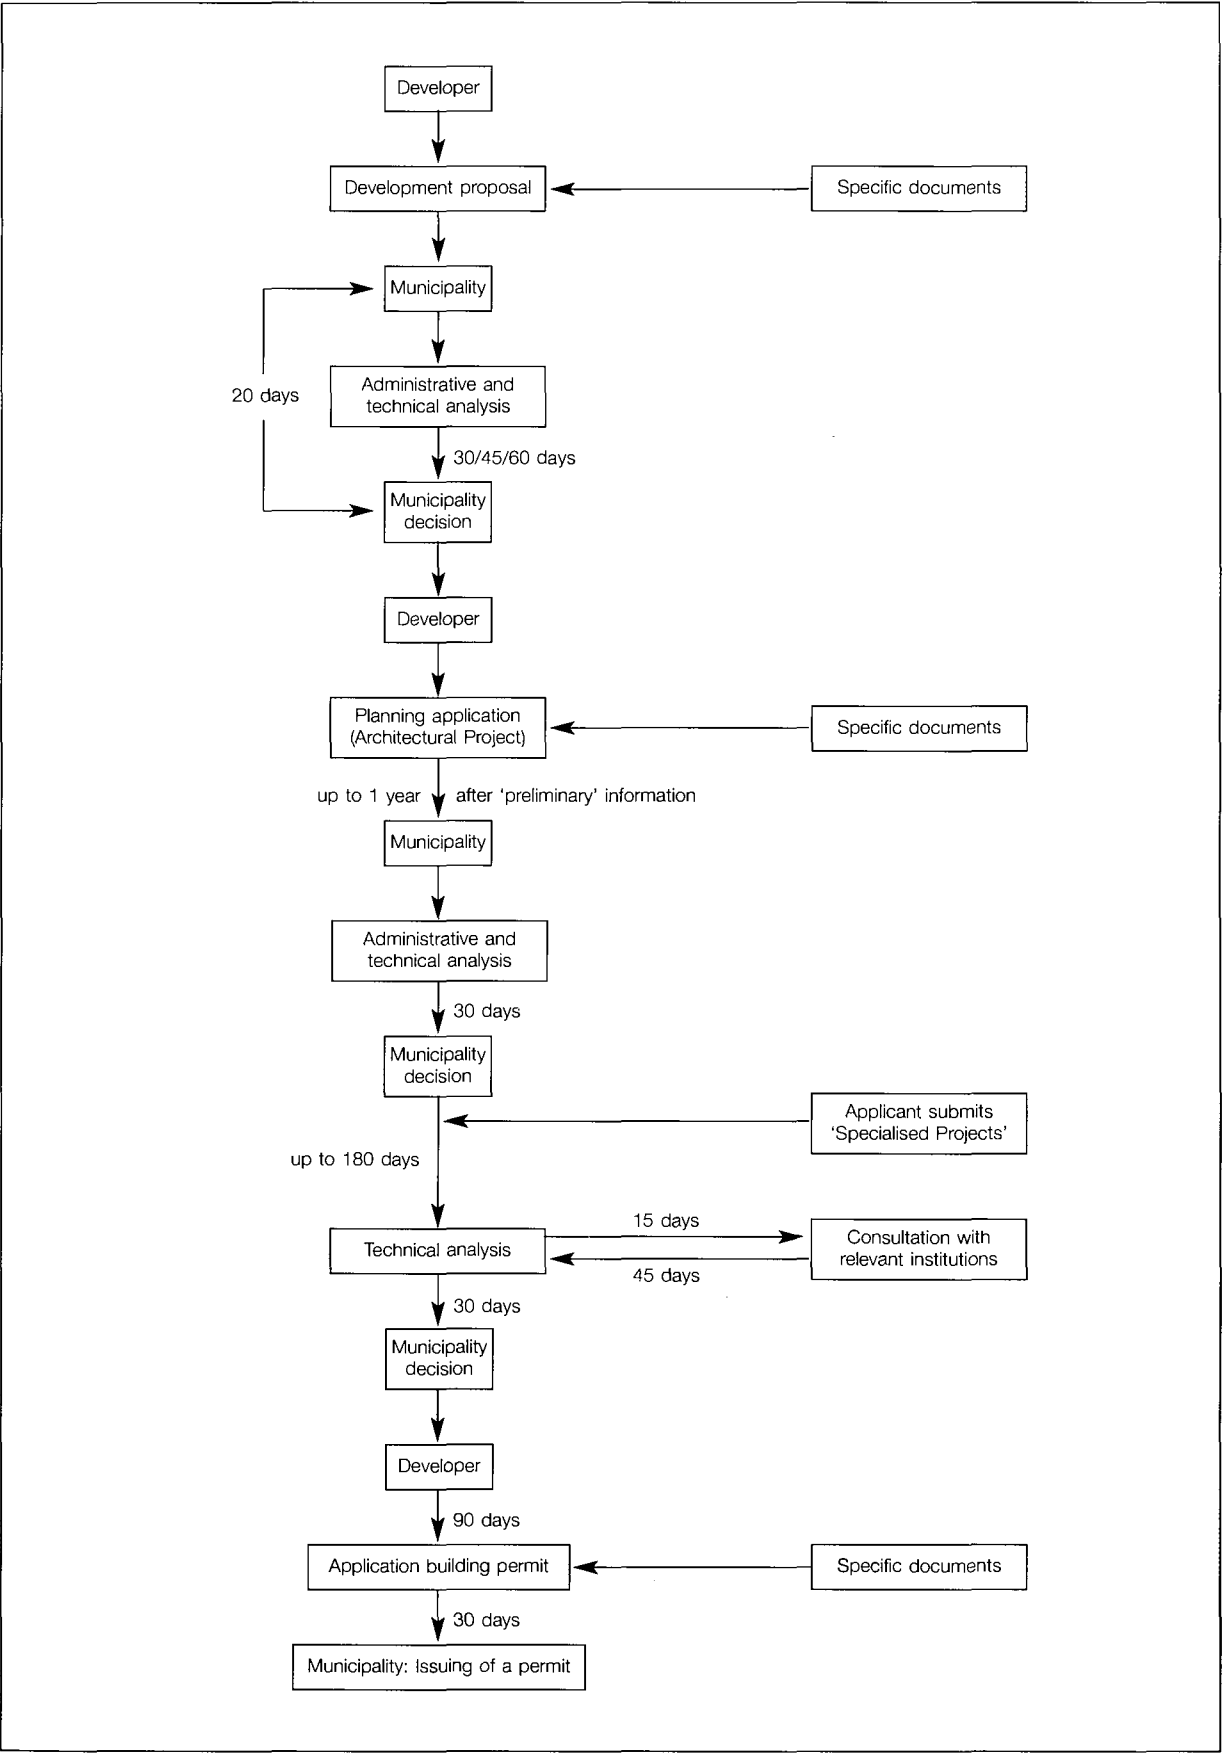 Developer
Development proposal
Specific documents
Municipality
Administrative and
technical analysis
20 days
30/45/60 days
Municipality
decision
Developer
Planning application
(Architectural Project)
Specific documents
up to 1 year
after ‘preliminary’ information
Municipality
Administrative and
technical analysis
30 days
Municipality
decision
Applicant submits
‘Specialised Projects’
up to 180 days
Technical analysis
15 days
45 days
Consultation with
relevant institutions
30 days
Municipality
decision
Developer
90 days
Application building permit
Specific documents
30 days
Municipality: Issuing of a permit